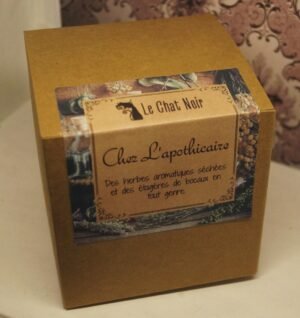 Le Chat Noir
Chez L'apothicaire
Des herbes aromatiques séchées
et des étagères de bocaux en
tout genre.